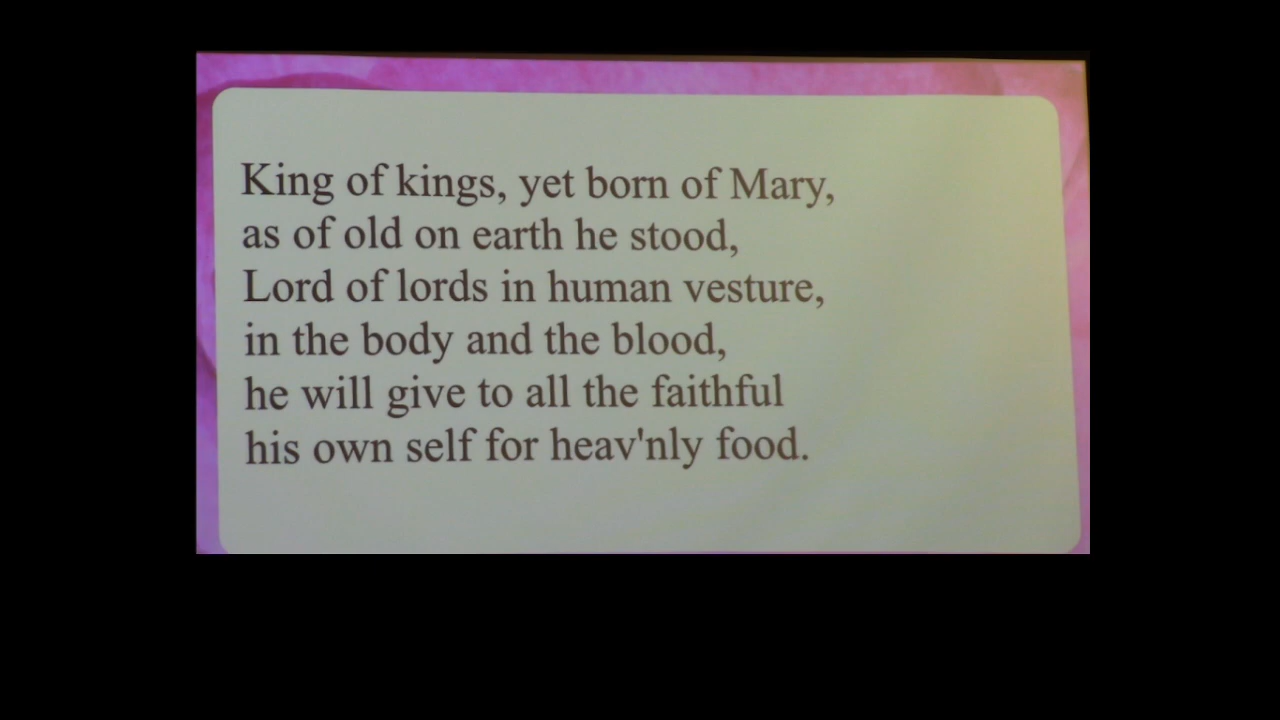 King of kings, yet born of Mary,
as of old on earth he stood,
Lord of lords in human vesture,
in the body and the blood,
he will give to all the faithful
his own self for heav'nly food.